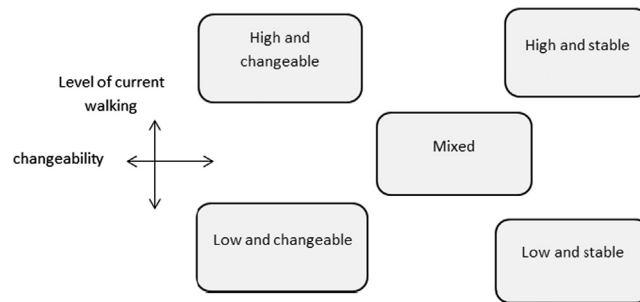 High and
changeable
High and stable
Level of current
walking
Mixed
changeability
Low and changeable
Low and stable